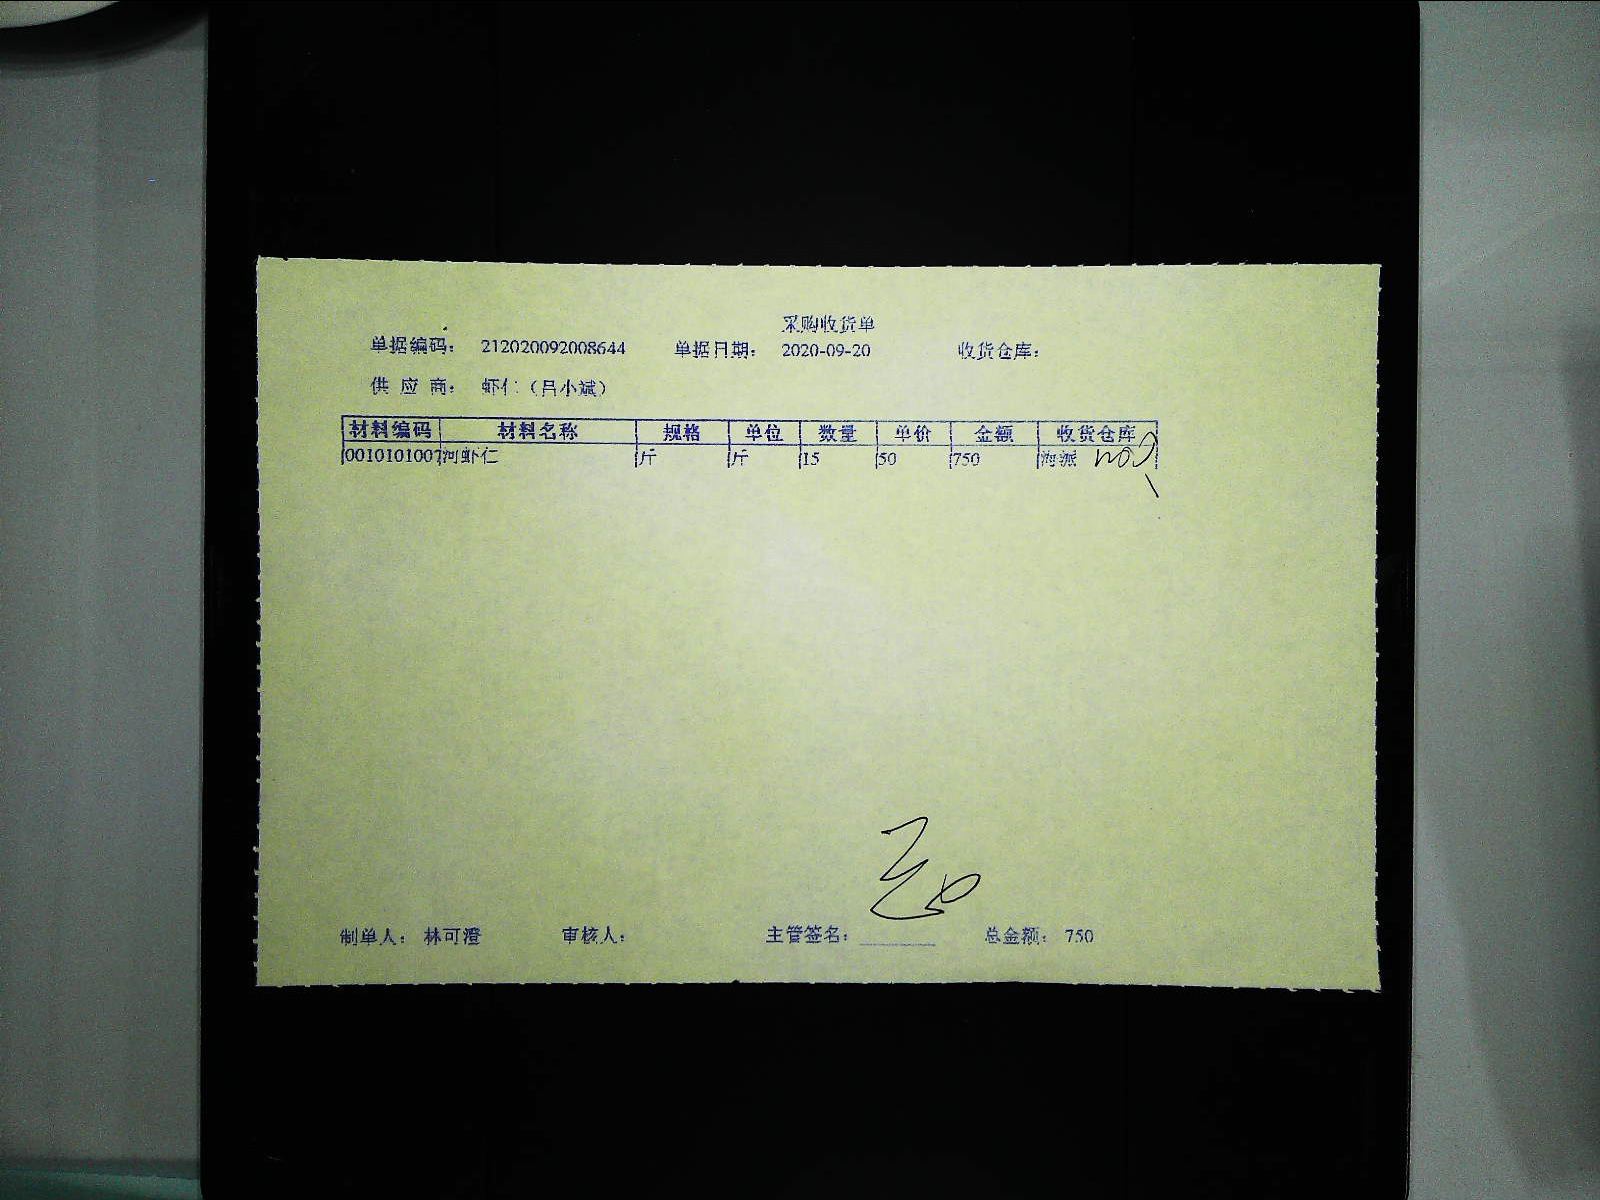 采购收货单
单据编码: 212020092008644 单据日期: 2020-09-20 收货仓库:
供 应 商: 虾仁（吕小斌）
材料编码 材料名称 规格 单位 数量 单价 金额 收货仓库
0010101007 河虾仁 斤 斤 15 50 750 海派
制单人: 林可澄 审核人: 主管签名: 总金额: 750